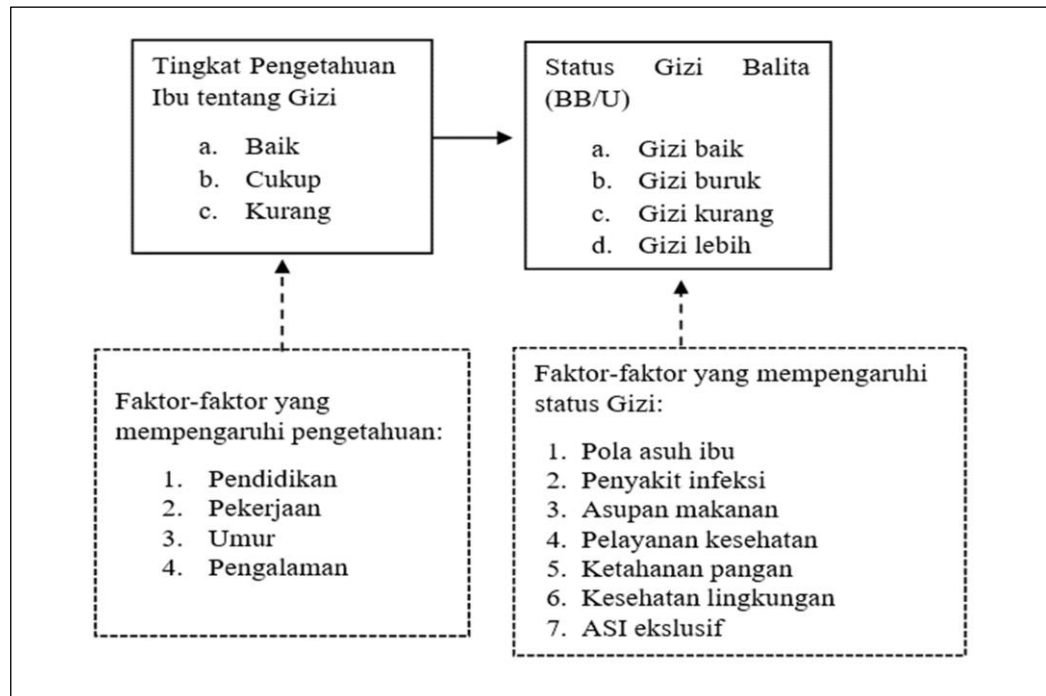 Tingkat Pengetahuan
Ibu tentang Gizi
a. Baik
b. Cukup
c. Kurang
Status Gizi Balita
(BB/U)
a. Gizi baik
b. Gizi buruk
c. Gizi kurang
d. Gizi lebih
Faktor-faktor yang
mempengaruhi pengetahuan:
1. Pendidikan
2. Pekerjaan
3. Umur
4. Pengalaman
Faktor-faktor yang mempengaruhi
status Gizi:
1. Pola asuh ibu
2. Penyakit infeksi
3. Asupan makanan
4. Pelayanan kesehatan
5. Ketahanan pangan
6. Kesehatan lingkungan
7. ASI ekslusif